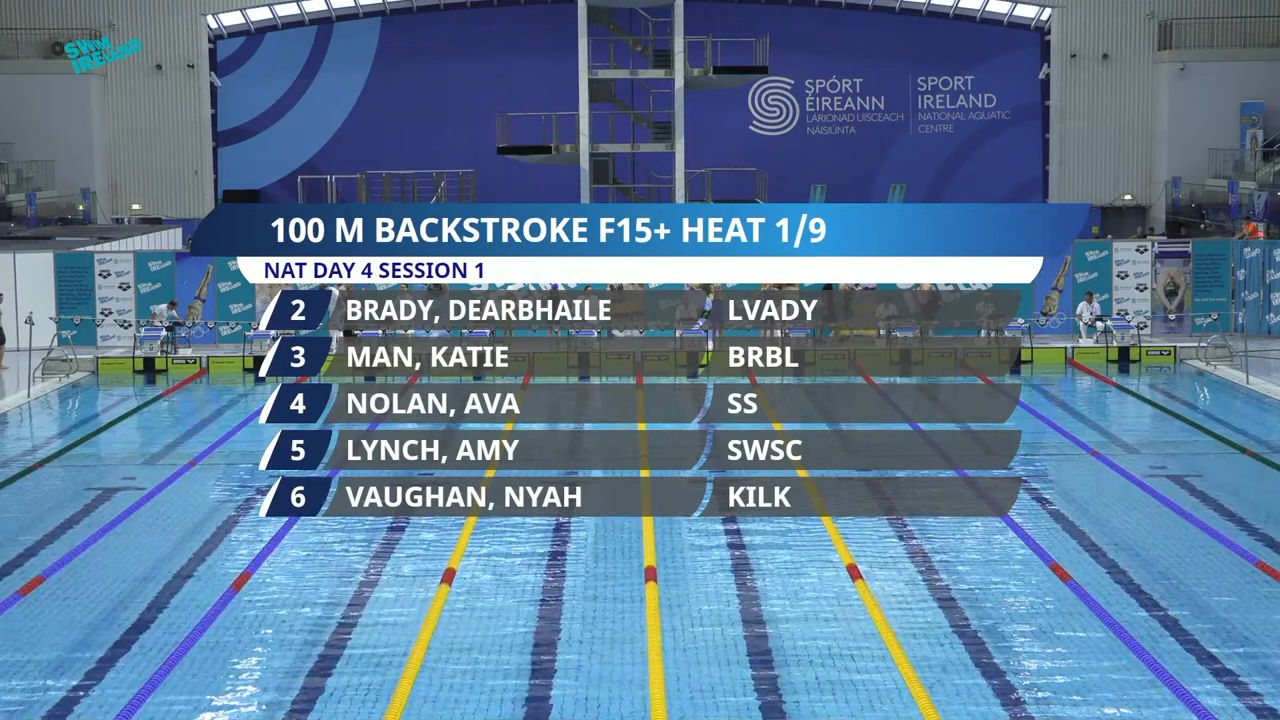 SWIM
IRELAND
SPÓRT
ÉIREANN
LÁRIONAD UISCEACH
NÁISIÚNTA
SPORT
IRELAND
NATIONAL AQUATIC
CENTRE
100 M BACKSTROKE F15+ HEAT 1/9
NAT DAY 4 SESSION 1
2 BRADY, DEARBHAILE LVADY
3 MAN, KATIE BRBL
4 NOLAN, AVA SS
5 LYNCH, AMY SWSC
6 VAUGHAN, NYAH KILK